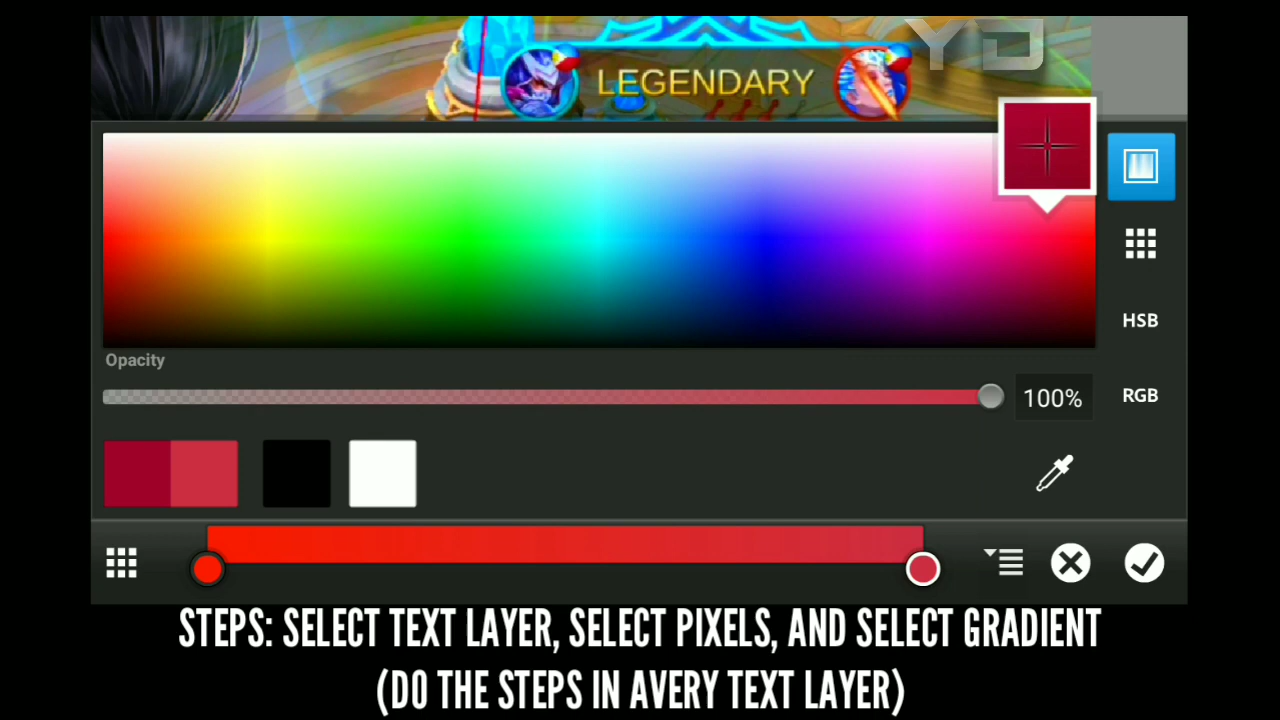 YD
LEGENDARY
HSB
Opacity
100%
RGB
STEPS: SELECT TEXT LAYER, SELECT PIXELS, AND SELECT GRADIENT
(DO THE STEPS IN AVERY TEXT LAYER)